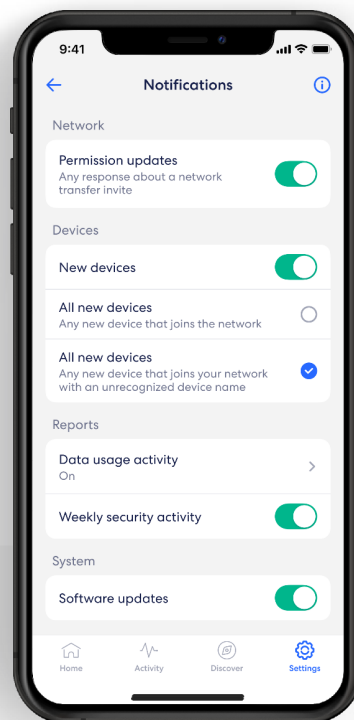 9:41
Notifications
Network
Permission updates
Any response about a network
transfer invite
Devices
New devices
All new devices
Any new device that joins the network
All new devices
Any new device that joins your network
with an unrecognized device name
Reports
Data usage activity
On
Weekly security activity
System
Software updates
Home Activity Discover Settings